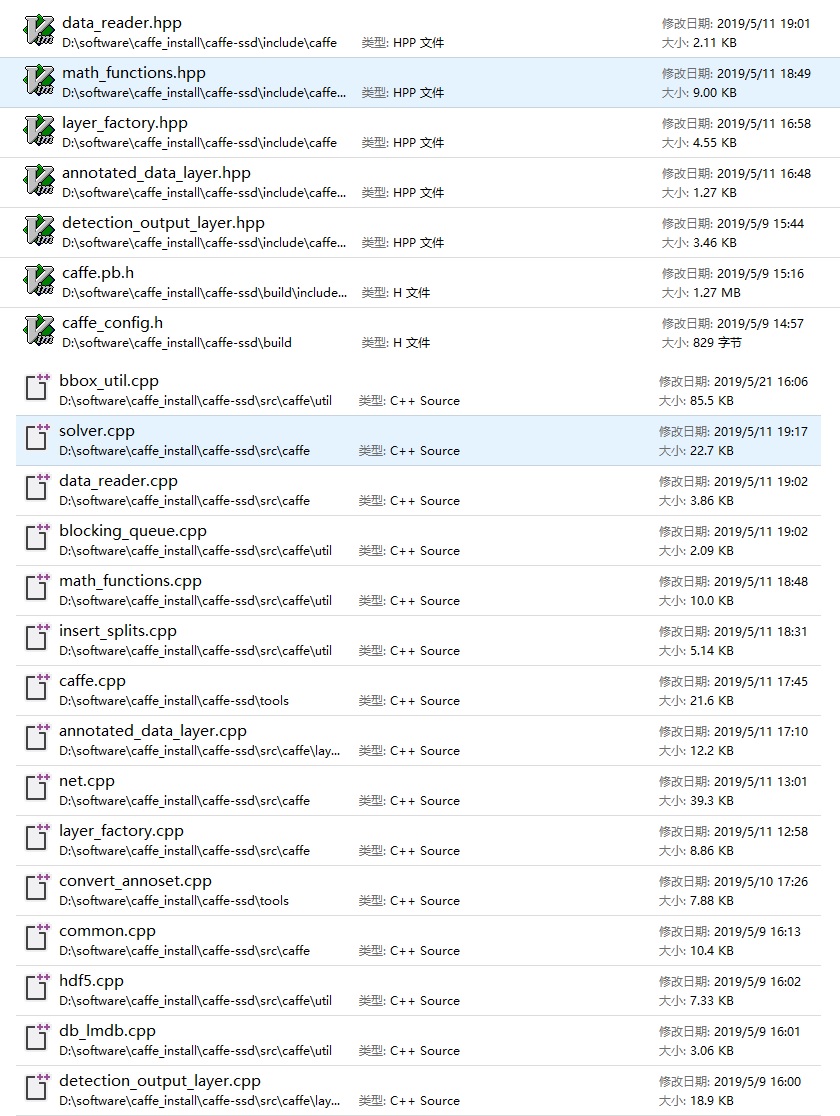 data_reader.hpp 修改日期: 2019/5/11 19:01
D:\software\caffe_install\caffe-ssd\include\caffe 类型: HPP 文件 大小: 2.11 KB
math_functions.hpp 修改日期: 2019/5/11 18:49
D:\software\caffe_install\caffe-ssd\include\caffe... 类型: HPP 文件 大小: 9.00 KB
layer_factory.hpp 修改日期: 2019/5/11 16:58
D:\software\caffe_install\caffe-ssd\include\caffe 类型: HPP 文件 大小: 4.55 KB
annotated_data_layer.hpp 修改日期: 2019/5/11 16:48
D:\software\caffe_install\caffe-ssd\include\caffe... 类型: HPP 文件 大小: 1.27 KB
detection_output_layer.hpp 修改日期: 2019/5/9 15:44
D:\software\caffe_install\caffe-ssd\include\caffe... 类型: HPP 文件 大小: 3.46 KB
caffe.pb.h 修改日期: 2019/5/9 15:16
D:\software\caffe_install\caffe-ssd\build\include... 类型: H 文件 大小: 1.27 MB
caffe_config.h 修改日期: 2019/5/9 14:57
D:\software\caffe_install\caffe-ssd\build 类型: H 文件 大小: 829 字节
bbox_util.cpp 修改日期: 2019/5/21 16:06
D:\software\caffe_install\caffe-ssd\src\caffe\util 类型: C++ Source 大小: 85.5 KB
solver.cpp 修改日期: 2019/5/11 19:17
D:\software\caffe_install\caffe-ssd\src\caffe 类型: C++ Source 大小: 22.7 KB
data_reader.cpp 修改日期: 2019/5/11 19:02
D:\software\caffe_install\caffe-ssd\src\caffe 类型: C++ Source 大小: 3.86 KB
blocking_queue.cpp 修改日期: 2019/5/11 19:02
D:\software\caffe_install\caffe-ssd\src\caffe\util 类型: C++ Source 大小: 2.09 KB
math_functions.cpp 修改日期: 2019/5/11 18:48
D:\software\caffe_install\caffe-ssd\src\caffe\util 类型: C++ Source 大小: 10.0 KB
insert_splits.cpp 修改日期: 2019/5/11 18:31
D:\software\caffe_install\caffe-ssd\src\caffe\util 类型: C++ Source 大小: 5.14 KB
caffe.cpp 修改日期: 2019/5/11 17:45
D:\software\caffe_install\caffe-ssd\tools 类型: C++ Source 大小: 21.6 KB
annotated_data_layer.cpp 修改日期: 2019/5/11 17:10
D:\software\caffe_install\caffe-ssd\src\caffe\lay... 类型: C++ Source 大小: 12.2 KB
net.cpp 修改日期: 2019/5/11 13:01
D:\software\caffe_install\caffe-ssd\src\caffe 类型: C++ Source 大小: 39.3 KB
layer_factory.cpp 修改日期: 2019/5/11 12:58
D:\software\caffe_install\caffe-ssd\src\caffe 类型: C++ Source 大小: 8.86 KB
convert_annoset.cpp 修改日期: 2019/5/10 17:26
D:\software\caffe_install\caffe-ssd\tools 类型: C++ Source 大小: 7.88 KB
common.cpp 修改日期: 2019/5/9 16:13
D:\software\caffe_install\caffe-ssd\src\caffe 类型: C++ Source 大小: 10.4 KB
hdf5.cpp 修改日期: 2019/5/9 16:02
D:\software\caffe_install\caffe-ssd\src\caffe\util 类型: C++ Source 大小: 7.33 KB
db_lmdb.cpp 修改日期: 2019/5/9 16:01
D:\software\caffe_install\caffe-ssd\src\caffe\util 类型: C++ Source 大小: 3.06 KB
detection_output_layer.cpp 修改日期: 2019/5/9 16:00
D:\software\caffe_install\caffe-ssd\src\caffe\lay... 类型: C++ Source 大小: 18.9 KB